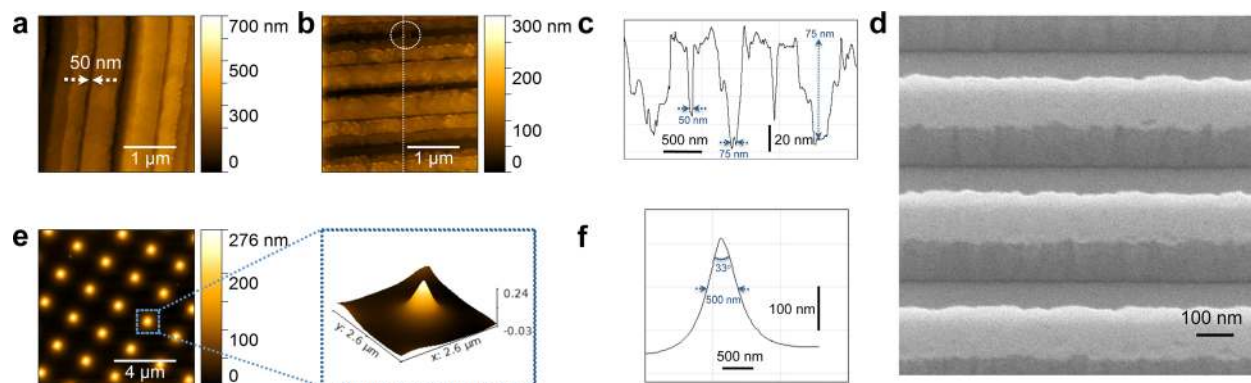 a
700 nm
500
300
0
50 nm
1 µm
b
300 nm
200
100
0
1 µm
c
75 nm
50 nm
75 nm
500 nm
20 nm
d
100 nm
e
276 nm
200
100
0
4 µm
0.24
-0.03
y: 2.6 µm
x: 2.6 µm
f
33°
500 nm
100 nm
500 nm